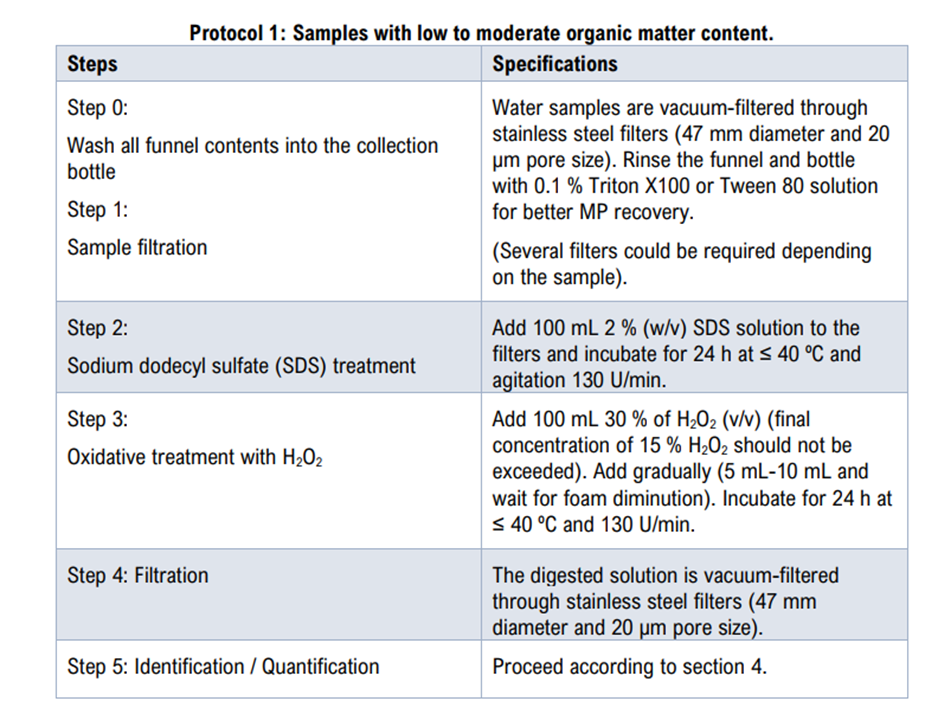 Protocol 1: Samples with low to moderate organic matter content.
Steps
Specifications
Step 0:
Wash all funnel contents into the collection
bottle
Step 1:
Sample filtration
Water samples are vacuum-filtered through
stainless steel filters (47 mm diameter and 20
µm pore size). Rinse the funnel and bottle
with 0.1 % Triton X100 or Tween 80 solution
for better MP recovery.
(Several filters could be required depending
on the sample).
Step 2:
Sodium dodecyl sulfate (SDS) treatment
Add 100 mL 2 % (w/v) SDS solution to the
filters and incubate for 24 h at ≤ 40 ºC and
agitation 130 U/min.
Step 3:
Oxidative treatment with H₂O₂
Add 100 mL 30 % of H₂O₂ (v/v) (final
concentration of 15 % H₂O₂ should not be
exceeded). Add gradually (5 mL-10 mL and
wait for foam diminution). Incubate for 24 h at
≤ 40 ºC and 130 U/min.
Step 4: Filtration
The digested solution is vacuum-filtered
through stainless steel filters (47 mm
diameter and 20 µm pore size).
Step 5: Identification / Quantification
Proceed according to section 4.